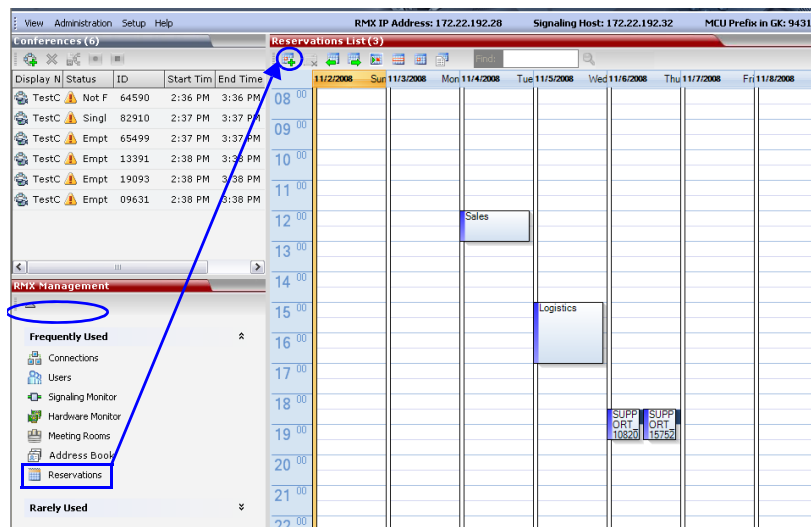 View Administration Setup Help RMX IP Address: 172.22.192.28 Signaling Host: 172.22.192.32 MCU Prefix in GK: 9431
Conferences (6)
Display N Status ID Start Tim End Time
TestC Not F 64590 2:36 PM 3:36 PM
TestC Singl 82910 2:37 PM 3:37 PM
TestC Empt 65499 2:37 PM 3:37 PM
TestC Empt 13391 2:38 PM 3:38 PM
TestC Empt 19093 2:38 PM 3:38 PM
TestC Empt 09631 2:38 PM 3:38 PM
RMX Management
Frequently Used
Connections
Users
Signaling Monitor
Hardware Monitor
Meeting Rooms
Address Book
Reservations
Rarely Used
Reservations List(3)
Find:
11/2/2008 Sun 11/3/2008 Mon 11/4/2008 Tue 11/5/2008 Wed 11/6/2008 Thu 11/7/2008 Fri 11/8/2008
08 00
09 00
10 00
11 00
12 00 Sales
13 00
14 00
15 00 Logistics
16 00
17 00
18 00
SUPP SUPP
ORT_ ORT_
19 00 10820 15752
20 00
21 00
22 00